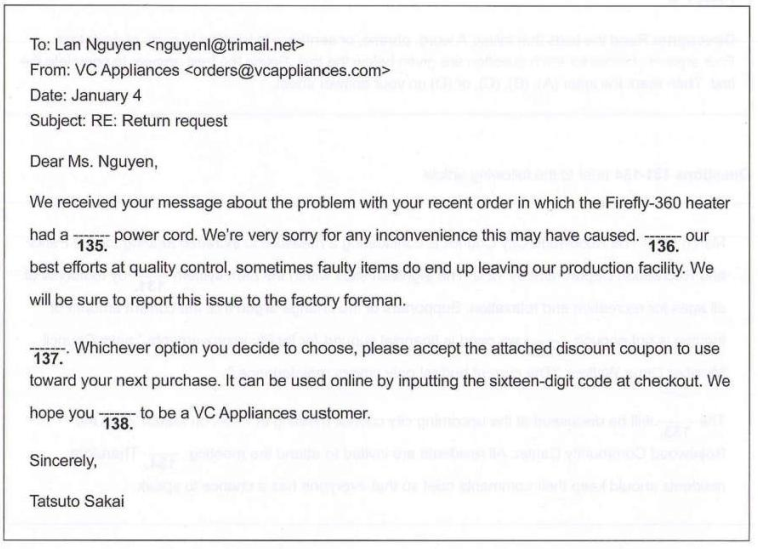 To: Lan Nguyen <nguyenl@trimail.net>
From: VC Appliances <orders@vcappliances.com>
Date: January 4
Subject: RE: Return request
Dear Ms. Nguyen,
We received your message about the problem with your recent order in which the Firefly-360 heater
had a ------- power cord. We're very sorry for any inconvenience this may have caused. ------- our
135. 136.
best efforts at quality control, sometimes faulty items do end up leaving our production facility. We
will be sure to report this issue to the factory foreman.
-------. Whichever option you decide to choose, please accept the attached discount coupon to use
137.
toward your next purchase. It can be used online by inputting the sixteen-digit code at checkout. We
hope you ------- to be a VC Appliances customer.
138.
Sincerely,
Tatsuto Sakai